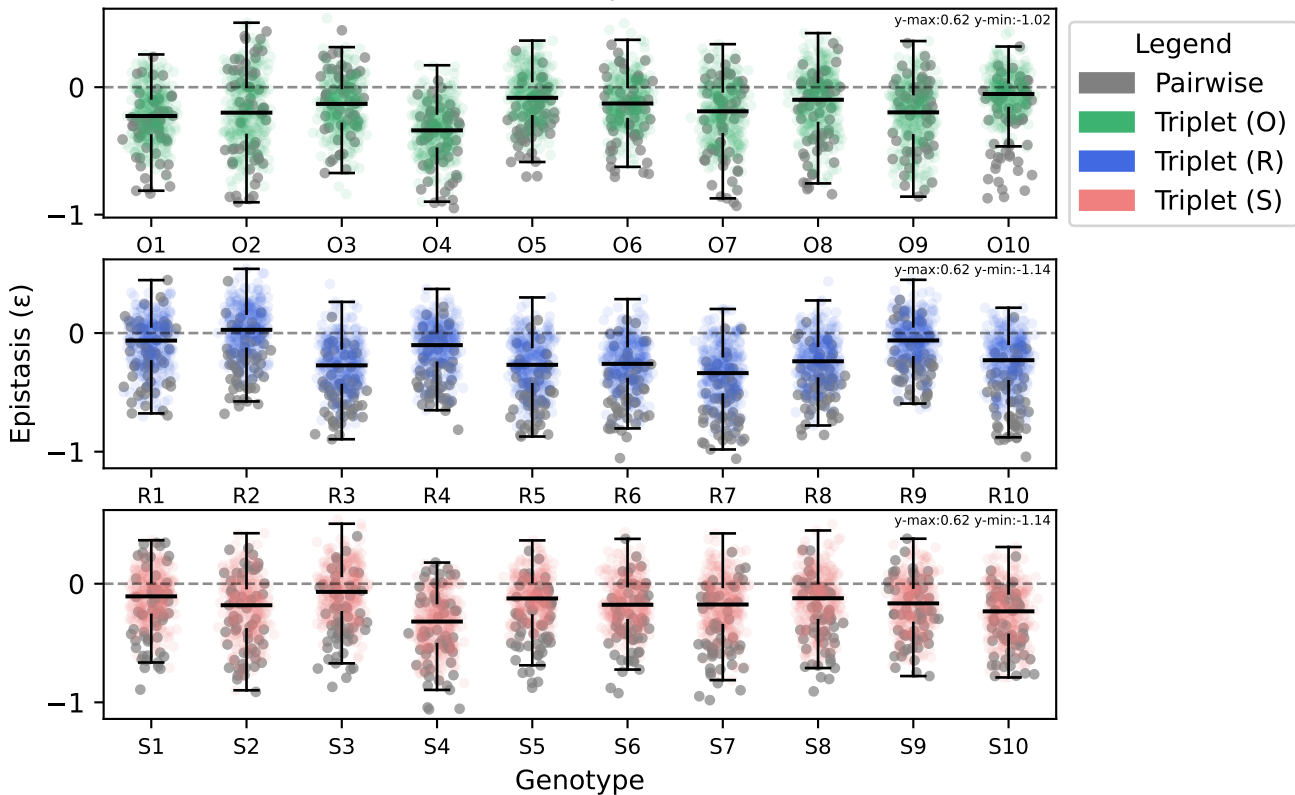 y-max:0.62 y-min:-1.02
0
−1
O1 O2 O3 O4 O5 O6 O7 O8 O9 O10
Legend
Pairwise
Triplet (O)
Triplet (R)
Triplet (S)
y-max:0.62 y-min:-1.14
0
−1
R1 R2 R3 R4 R5 R6 R7 R8 R9 R10
Epistasis (ε)
y-max:0.62 y-min:-1.14
0
−1
S1 S2 S3 S4 S5 S6 S7 S8 S9 S10
Genotype